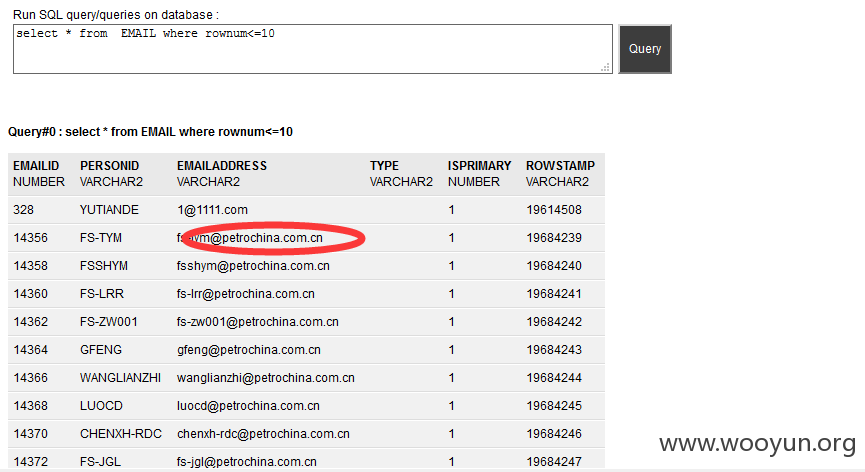 Run SQL query/queries on database :
select * from  EMAIL where rownum<=10
Query
Query#0 : select * from EMAIL where rownum<=10
EMAILID PERSONID EMAILADDRESS TYPE ISPRIMARY ROWSTAMP
NUMBER VARCHAR2 VARCHAR2 VARCHAR2 NUMBER VARCHAR2
328 YUTIANDE 1@1111.com 1 19614508
14356 FS-TYM @petrochina.com.cn 1 19684239
14358 FSSHYM fsshym@petrochina.com.cn 1 19684240
14360 FS-LRR fs-lrr@petrochina.com.cn 1 19684241
14362 FS-ZW001 fs-zw001@petrochina.com.cn 1 19684242
14364 GFENG gfeng@petrochina.com.cn 1 19684243
14366 WANGLIANZHI wanglianzhi@petrochina.com.cn 1 19684244
14368 LUOCD luocd@petrochina.com.cn 1 19684245
14370 CHENXH-RDC chenxh-rdc@petrochina.com.cn 1 19684246
14372 FS-JGL fs-jgl@petrochina.com.cn 1 19684247
www.wooyun.org